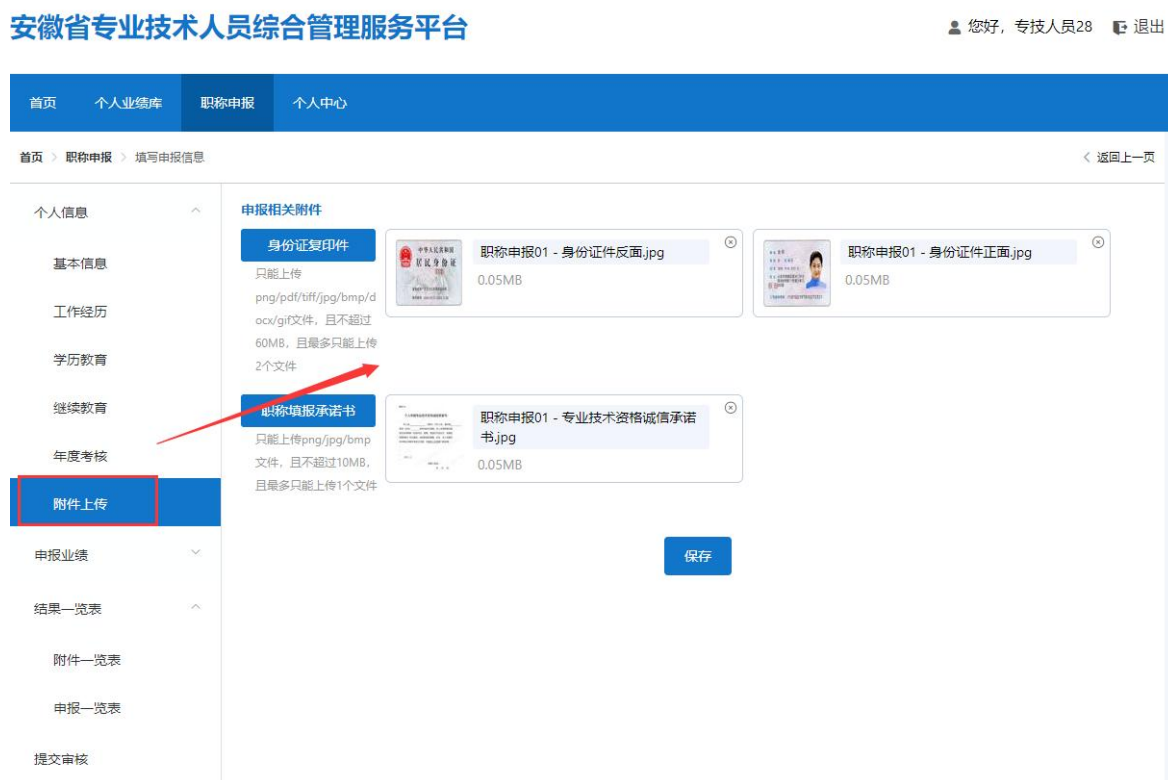 安徽省专业技术人员综合管理服务平台
您好，专技人员28
退出
首页
个人业绩库
职称申报
个人中心
首页 > 职称申报 > 填写申报信息
< 返回上一页
个人信息
基本信息
工作经历
学历教育
继续教育
年度考核
附件上传
申报业绩
结果一览表
附件一览表
申报一览表
提交审核
申报相关附件
身份证复印件
只能上传
png/pdf/tiff/jpg/bmp/d
ocx/gif文件，且不超过
60MB，且最多只能上传
2个文件
中华人民共和国
居民身份证
职称申报01 - 身份证件反面.jpg
0.05MB
职称申报01 - 身份证件正面.jpg
0.05MB
职称填报承诺书
只能上传png/jpg/bmp
文件，且不超过10MB，
且最多只能上传1个文件
职称申报01 - 专业技术资格诚信承诺
书.jpg
0.05MB
保存